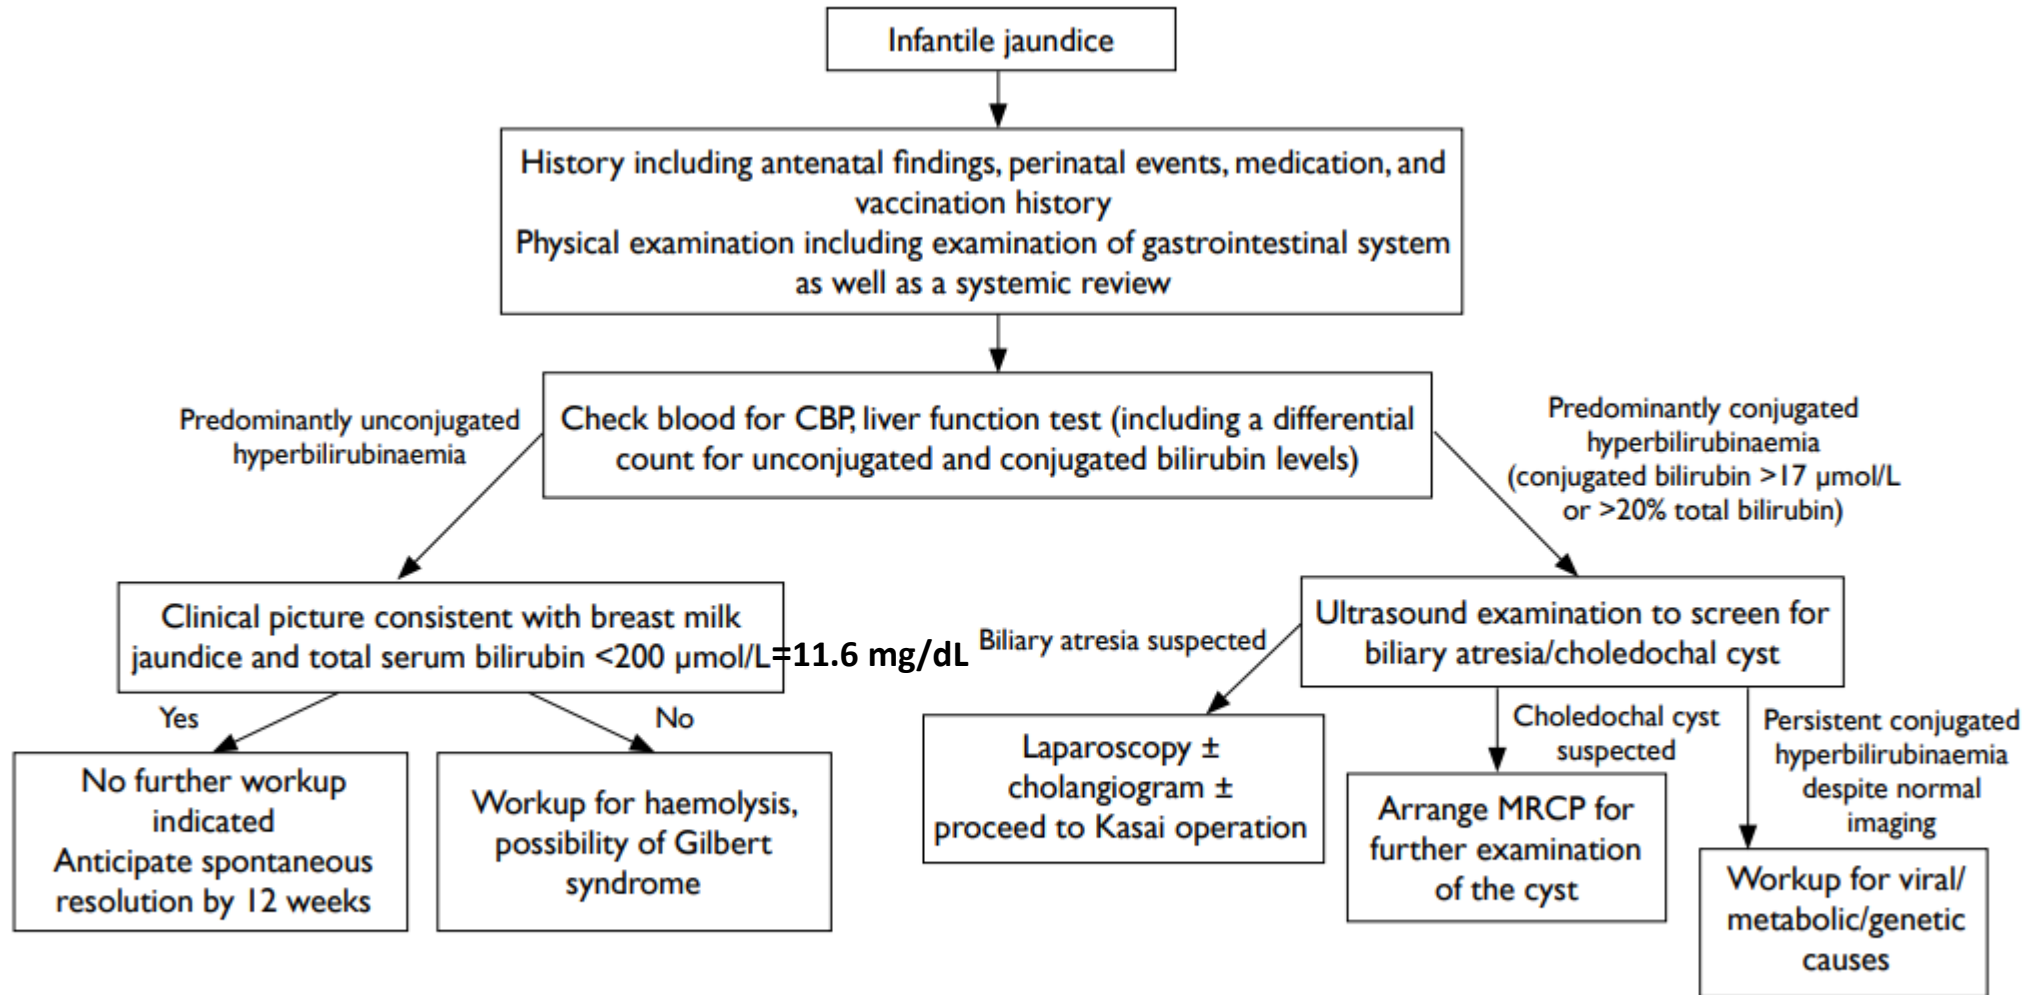 Infantile jaundice
History including antenatal findings, perinatal events, medication, and
vaccination history
Physical examination including examination of gastrointestinal system
as well as a systemic review
Predominantly unconjugated
hyperbilirubinaemia
Check blood for CBP, liver function test (including a differential
count for unconjugated and conjugated bilirubin levels)
Predominantly conjugated
hyperbilirubinaemia
(conjugated bilirubin >17 µmol/L
or >20% total bilirubin)
Clinical picture consistent with breast milk
jaundice and total serum bilirubin <200 µmol/L=11.6 mg/dL
Biliary atresia suspected
Ultrasound examination to screen for
biliary atresia/choledochal cyst
Yes
No
Choledochal cyst
suspected
Persistent conjugated
hyperbilirubinaemia
despite normal
imaging
No further workup
indicated
Anticipate spontaneous
resolution by 12 weeks
Workup for haemolysis,
possibility of Gilbert
syndrome
Laparoscopy ±
cholangiogram ±
proceed to Kasai operation
Arrange MRCP for
further examination
of the cyst
Workup for viral/
metabolic/genetic
causes